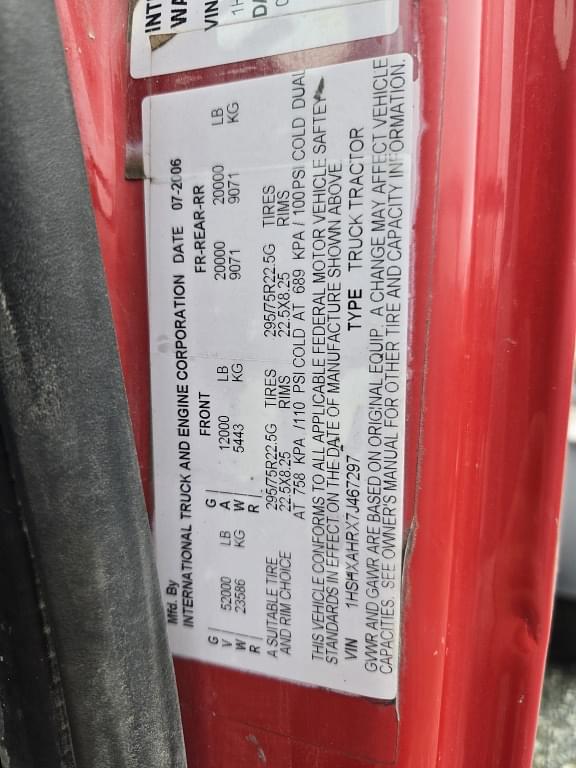 INT
WA
VIN
1H
DA
Mfd. By
INTERNATIONAL TRUCK AND ENGINE CORPORATION DATE 07-2006
FRONT FR-REAR-RR
G
V 52000 LB
W 23586 KG
R
G
A 12000 LB 20000 20000 LB
W 5443 KG 9071 9071 KG
R
A SUITABLE TIRE 295/75R22.5G TIRES 295/75R22.5G TIRES
AND RIM CHOICE 22.5X8.25 RIMS 22.5X8.25 RIMS
AT 758 KPA /110 PSI COLD AT 689 KPA / 100PSI COLD DUAL
THIS VEHICLE CONFORMS TO ALL APPLICABLE FEDERAL MOTOR VEHICLE SAFTEY
STANDARDS IN EFFECT ON THE DATE OF MANUFACTURE SHOWN ABOVE.
VIN 1HSHXAHRX7J467297 TYPE TRUCK TRACTOR
GVWR AND GAWR ARE BASED ON ORIGINAL EQUIP. A CHANGE MAY AFFECT VEHICLE
CAPACITIES. SEE OWNER'S MANUAL FOR OTHER TIRE AND CAPACITY INFORMATION.